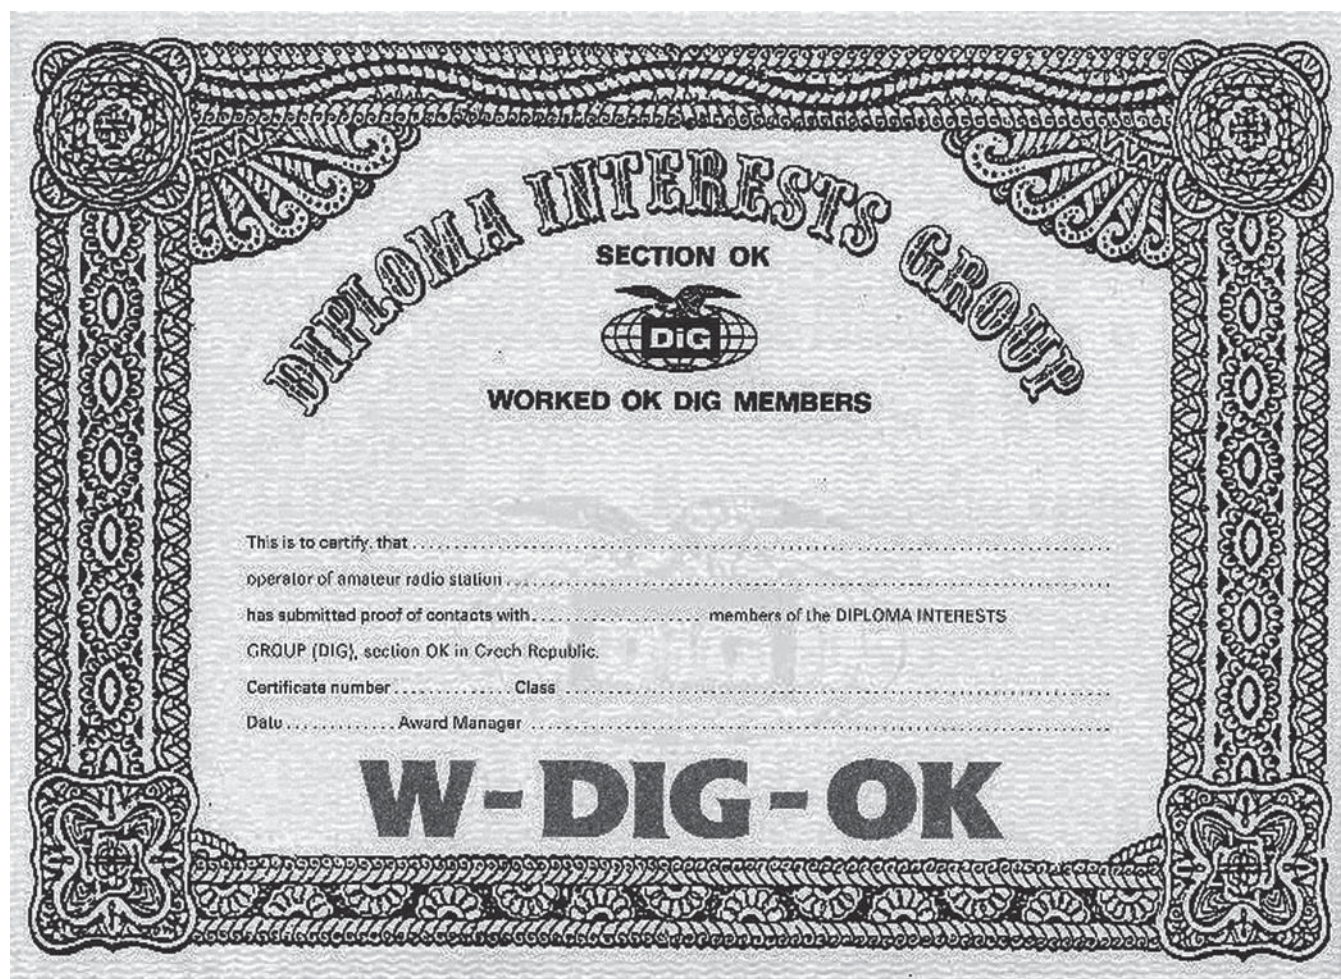 DIPLOMA INTERESTS GROUP
SECTION OK
DiG
WORKED OK DIG MEMBERS
This is to certify, that ....................................................................................
operator of amateur radio station ........................................................................
has submitted proof of contacts with..................... members of the DIPLOMA INTERESTS
GROUP (DIG), section OK in Czech Republic.
Certificate number .............. Class ..................................................................
Date ............. Award Manager ......................................................................
W-DIG-OK